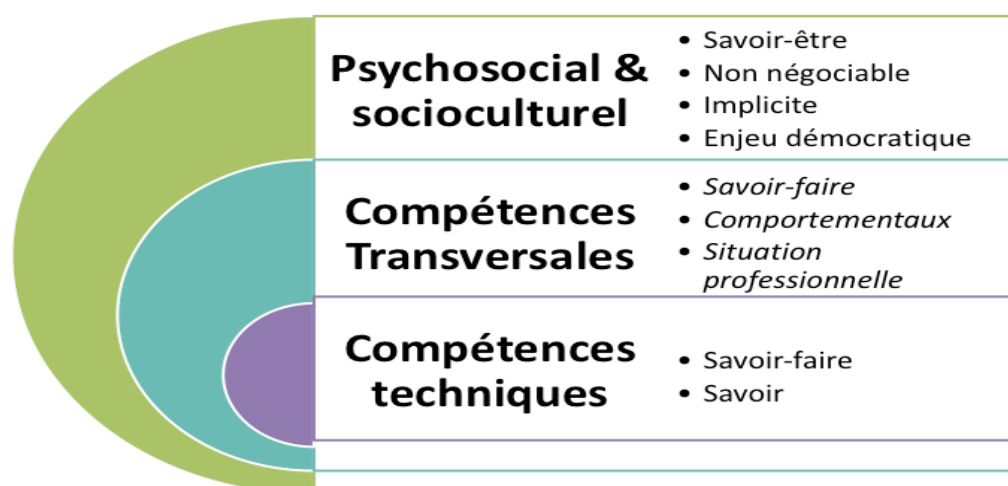 Psychosocial &
socioculturel
• Savoir-être
• Non négociable
• Implicite
• Enjeu démocratique
Compétences
Transversales
• Savoir-faire
• Comportementaux
• Situation
professionnelle
Compétences
techniques
• Savoir-faire
• Savoir